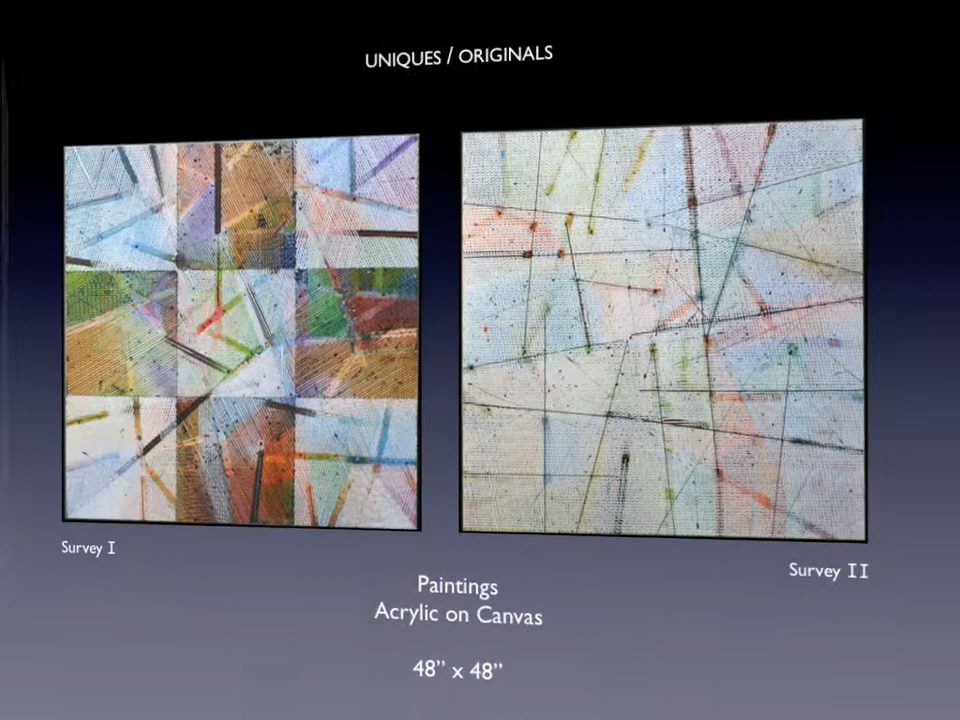 UNIQUES / ORIGINALS
Survey I
Survey II
Paintings
Acrylic on Canvas
48” x 48”